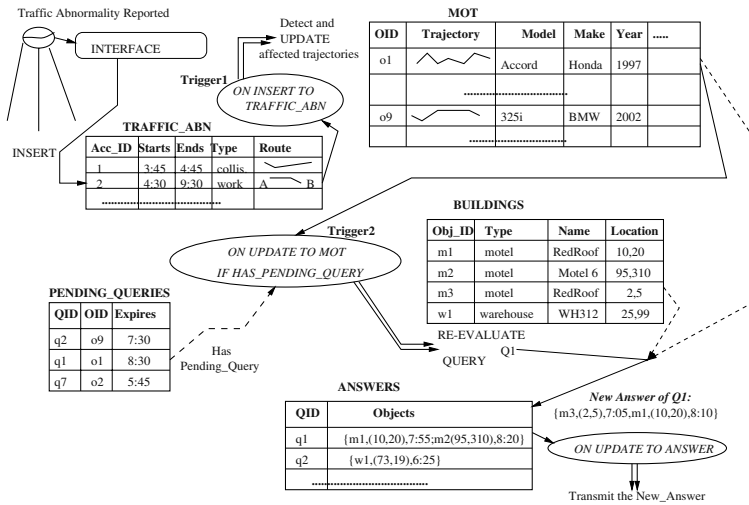 Traffic Abnormality Reported
INTERFACE
INSERT
Detect and
UPDATE
affected trajectories
Trigger1
ON INSERT TO
TRAFFIC_ABN
TRAFFIC_ABN
Acc_ID Starts Ends Type Route
1 3:45 4:45 collis.
2 4:30 9:30 work A B
MOT
OID Trajectory Model Make Year .....
o1 Accord Honda 1997
o9 325i BMW 2002
Trigger2
ON UPDATE TO MOT
IF HAS_PENDING_QUERY
BUILDINGS
Obj_ID Type Name Location
m1 motel RedRoof 10,20
m2 motel Motel 6 95,310
m3 motel RedRoof 2,5
w1 warehouse WH312 25,99
PENDING_QUERIES
QID OID Expires
q2 o9 7:30
q1 o1 8:30
q7 o2 5:45
Has
Pending_Query
RE-EVALUATE
QUERY Q1
ANSWERS
QID Objects
q1 {m1,(10,20),7:55;m2(95,310),8:20}
q2 {w1,(73,19),6:25}
New Answer of Q1:
{m3,(2,5),7:05,m1,(10,20),8:10}
ON UPDATE TO ANSWER
Transmit the New_Answer